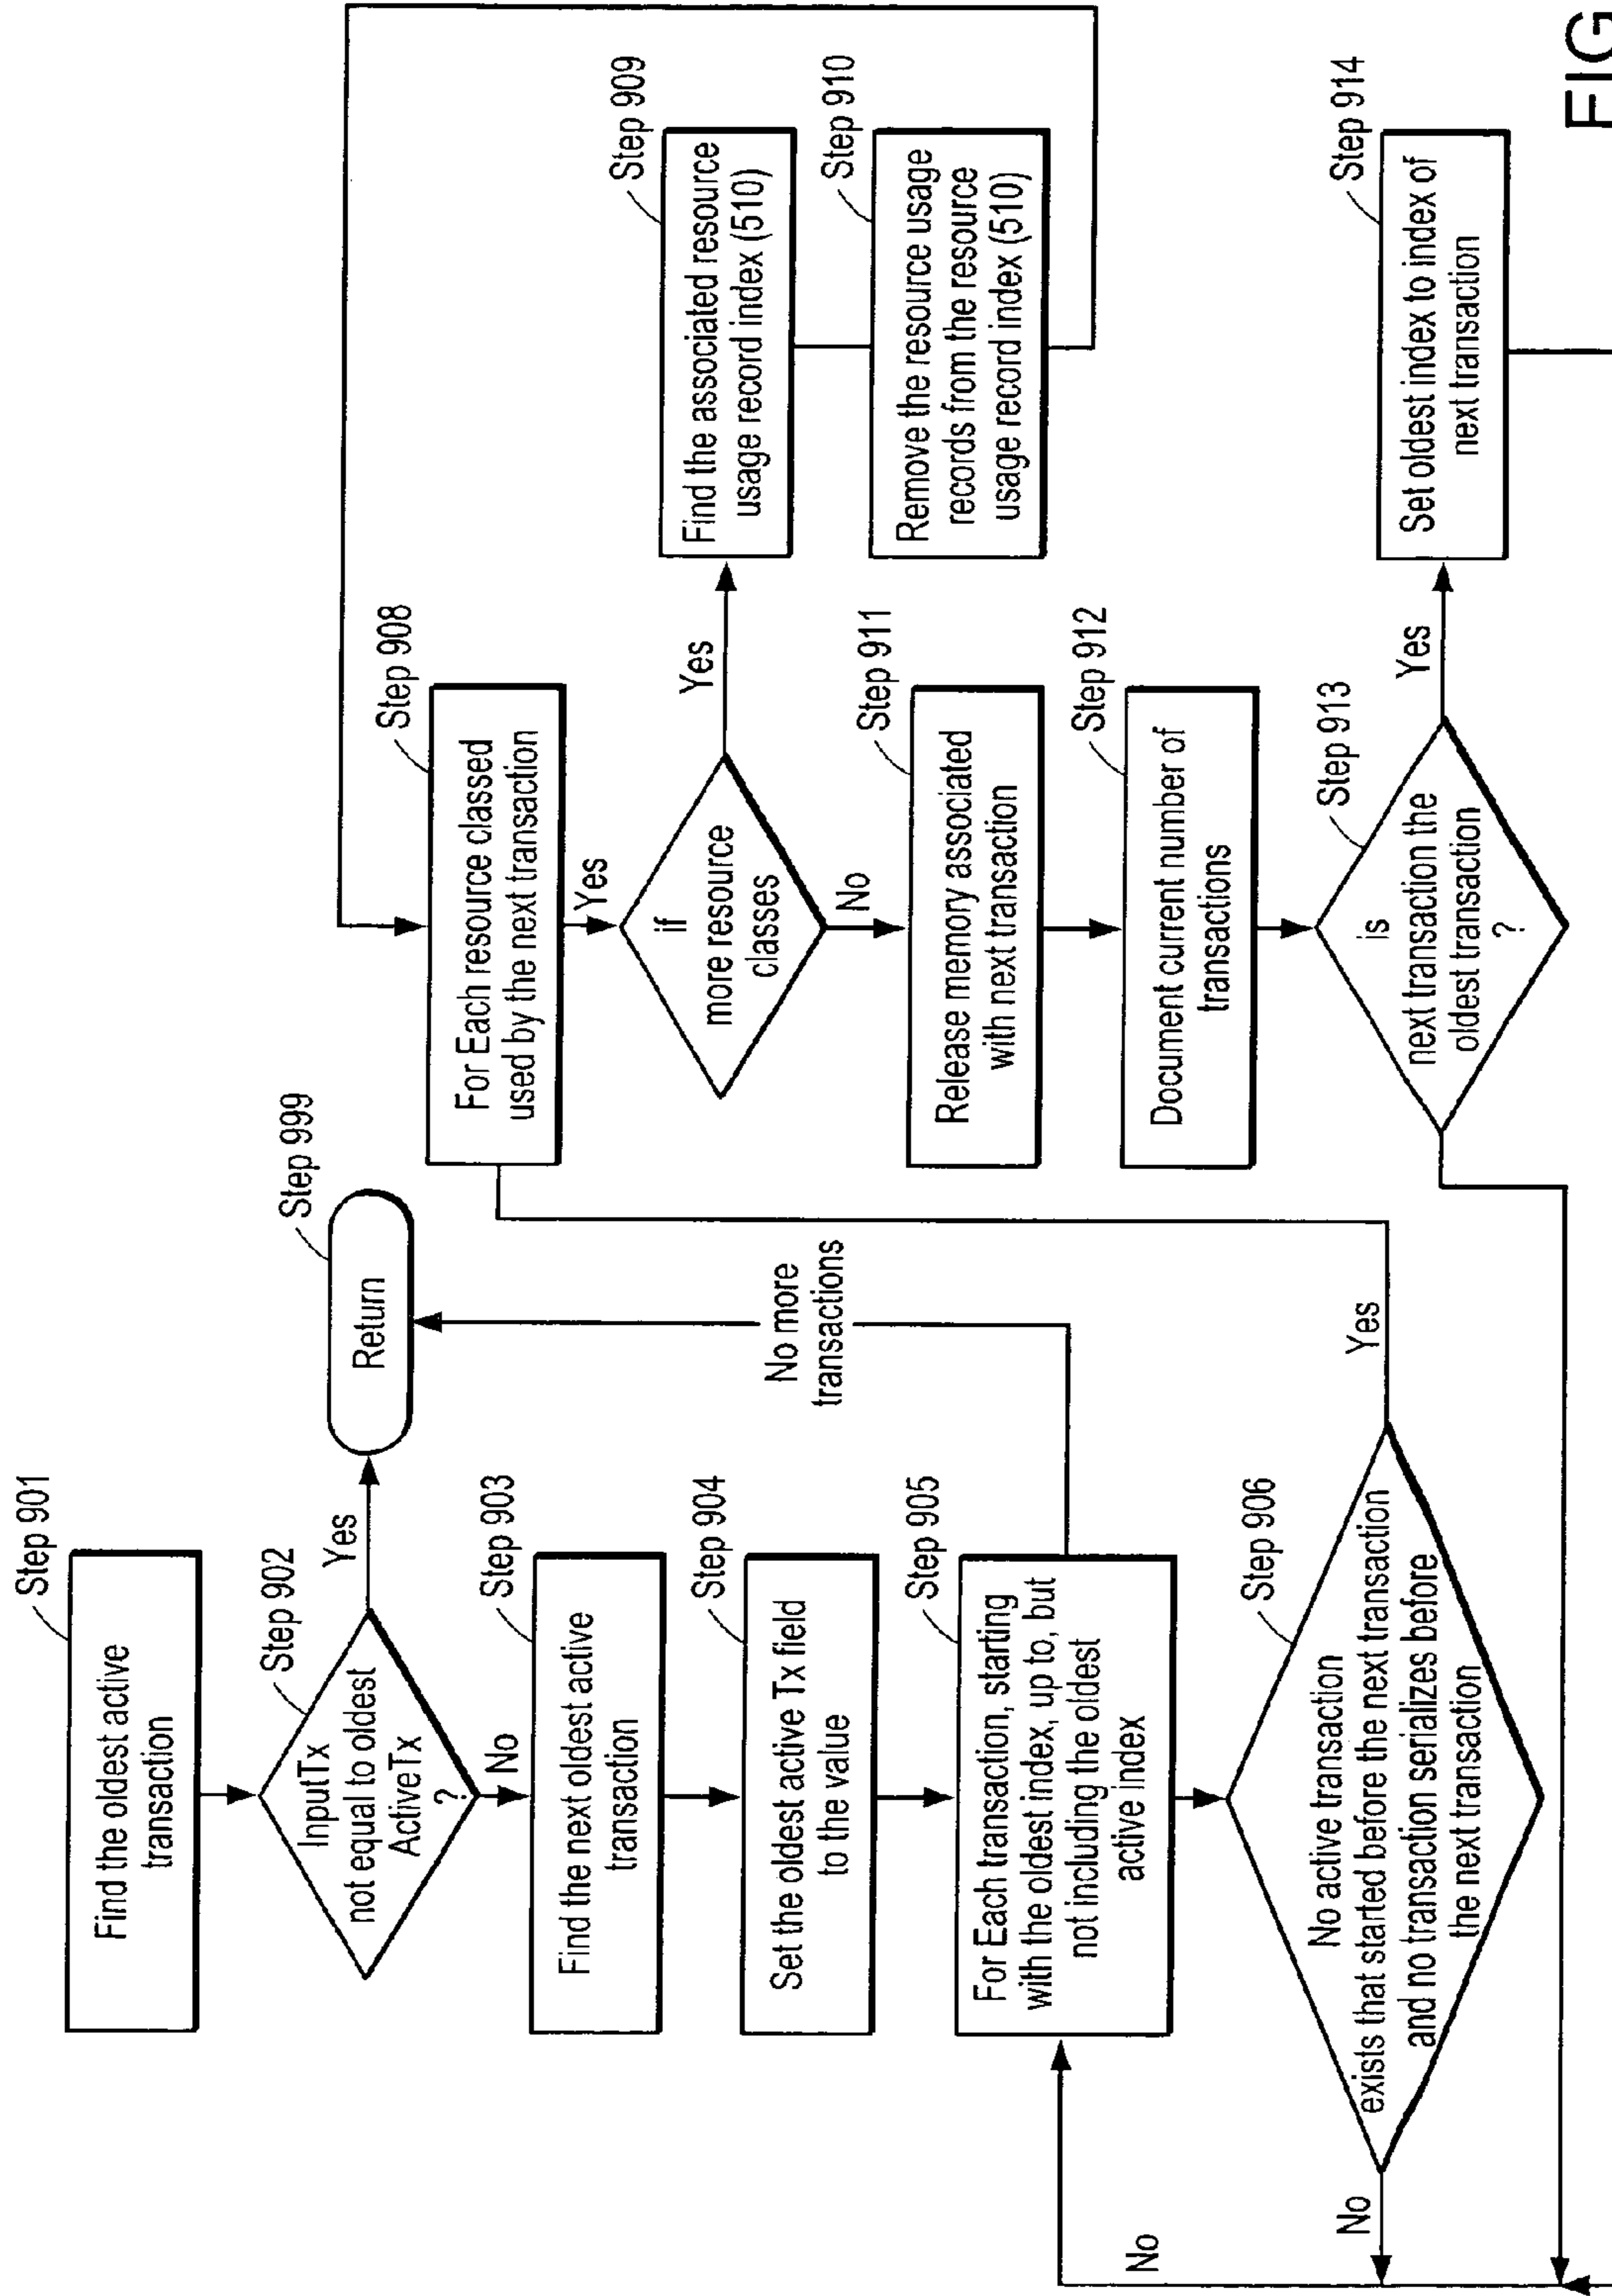 Step 901
Find the oldest active
transaction
Step 902
InputTx
not equal to oldest
ActiveTx
?
Yes
No
Step 999
Return
Step 903
Find the next oldest active
transaction
Step 904
Set the oldest active Tx field
to the value
Step 905
For Each transaction, starting
with the oldest index, up to, but
not including the oldest
active index
No more
transactions
Step 906
No active transaction
exists that started before the next transaction
and no transaction serializes before
the next transaction
Yes
No
No
Step 908
For Each resource classed
used by the next transaction
Yes
if
more resource
classes
Yes
No
Step 909
Find the associated resource
usage record index (510)
Step 910
Remove the resource usage
records from the resource
usage record index (510)
Step 911
Release memory associated
with next transaction
Step 912
Document current number of
transactions
Step 913
is
next transaction the
oldest transaction
?
Yes
Step 914
Set oldest index to index of
next transaction
FIG